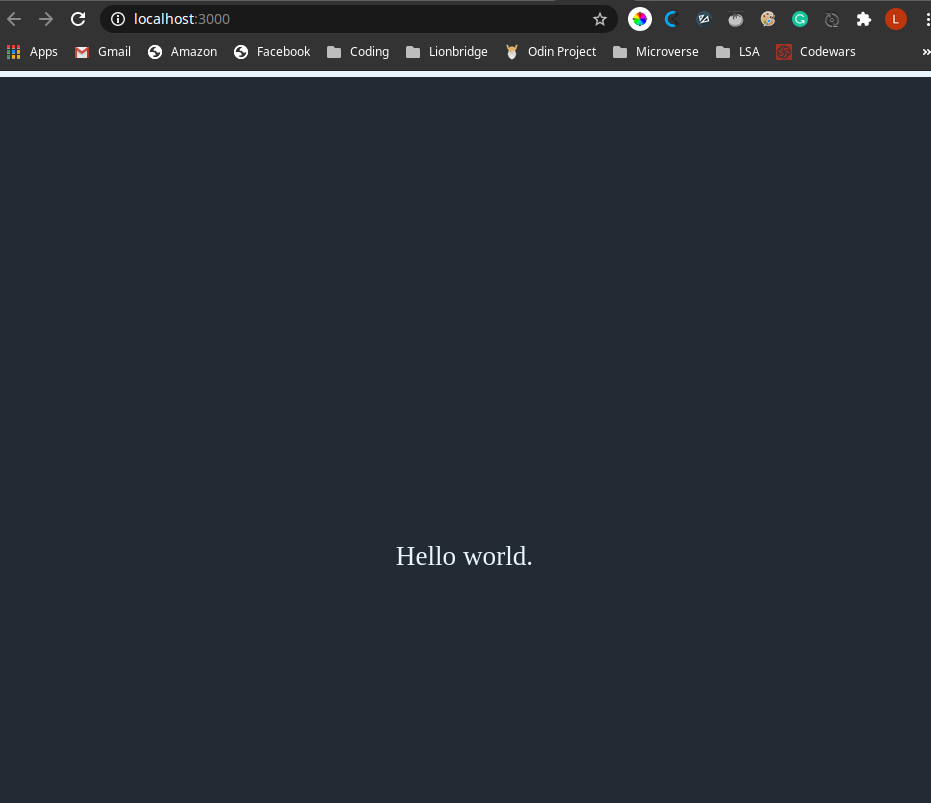 localhost:3000
L
Apps Gmail Amazon Facebook Coding Lionbridge Odin Project Microverse LSA Codewars »
Hello world.